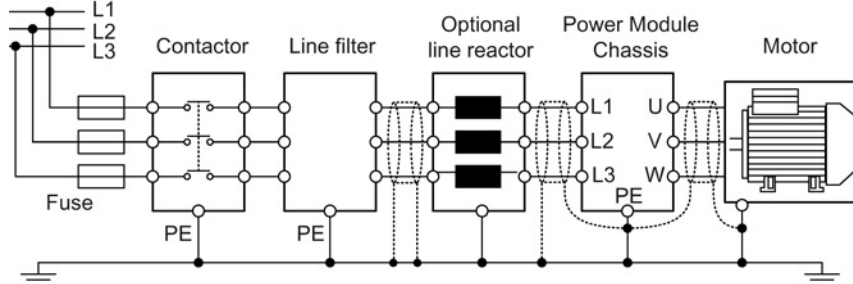 L1
L2
L3
Contactor
Line filter
Optional
line reactor
Power Module
Chassis
Motor
L1
U
L2
V
L3
W
Fuse
PE
PE
PE